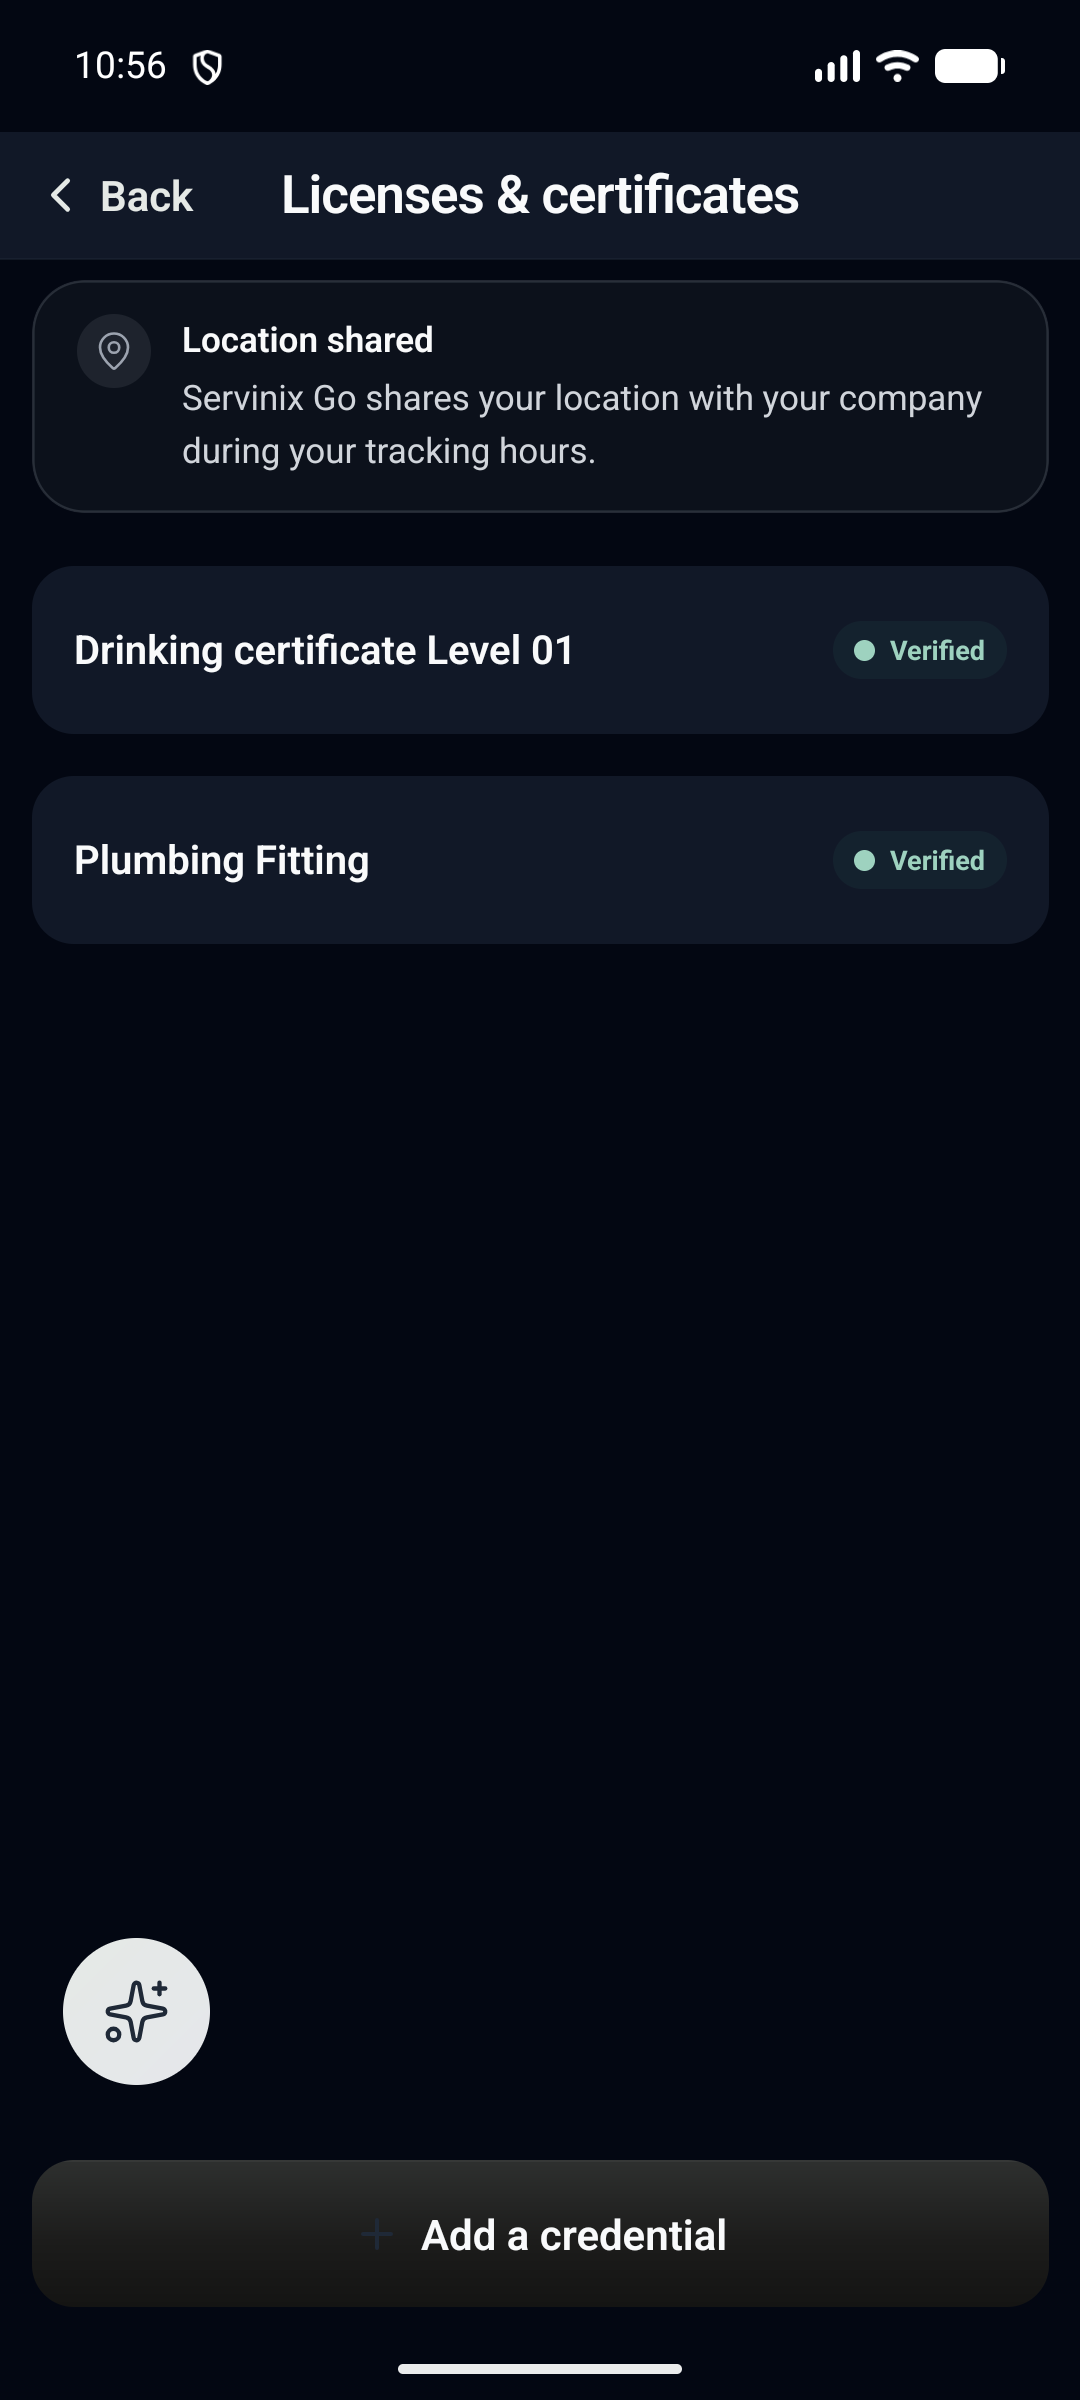 10:56
Back
Licenses & certificates
Location shared
Servinix Go shares your location with your company
during your tracking hours.
Drinking certificate Level 01
Verified
Plumbing Fitting
Verified
Add a credential